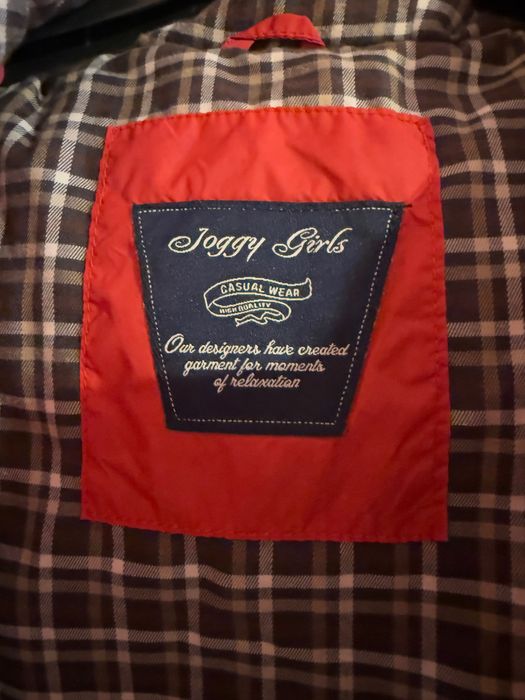 Joggy Girls
CASUAL WEAR
HIGH QUALITY
Our designers have created
garment for moments
of relaxation